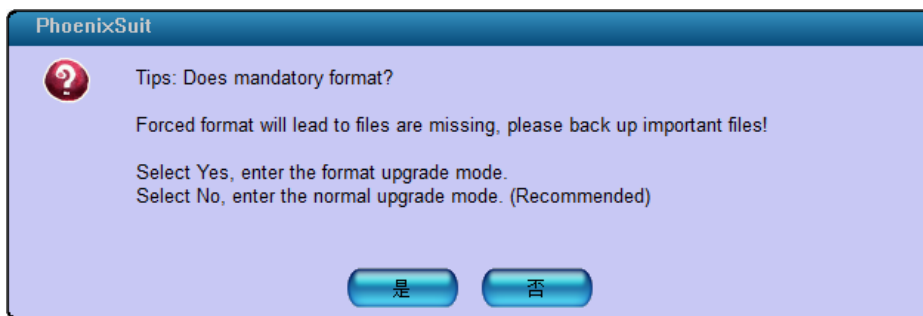 PhoenixSuit
Tips: Does mandatory format?
Forced format will lead to files are missing, please back up important files!
Select Yes, enter the format upgrade mode.
Select No, enter the normal upgrade mode. (Recommended)
是 否